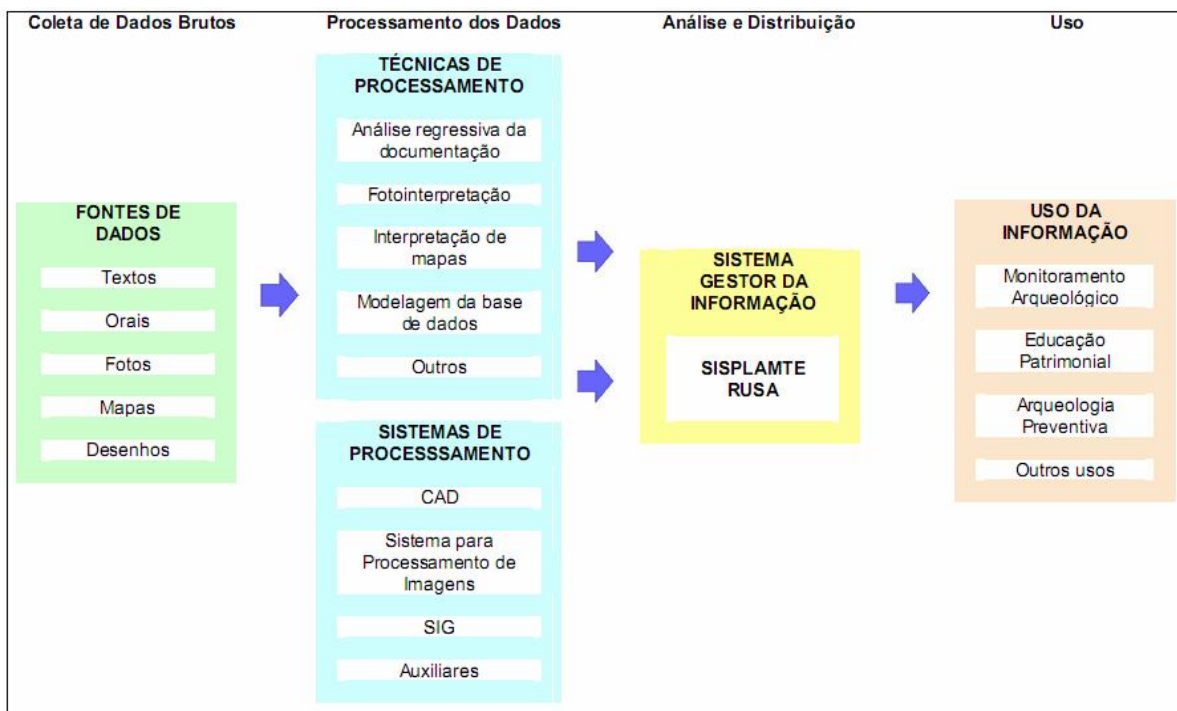 Coleta de Dados Brutos
Processamento dos Dados
Análise e Distribuição
Uso
FONTES DE
DADOS
Textos
Orais
Fotos
Mapas
Desenhos
TÉCNICAS DE
PROCESSAMENTO
Análise regressiva da
documentação
Fotointerpretação
Interpretação de
mapas
Modelagem da base
de dados
Outros
SISTEMAS DE
PROCESSSAMENTO
CAD
Sistema para
Processamento de
Imagens
SIG
Auxiliares
SISTEMA
GESTOR DA
INFORMAÇÃO
SISPLAMTE
RUSA
USO DA
INFORMAÇÃO
Monitoramento
Arqueológico
Educação
Patrimonial
Arqueologia
Preventiva
Outros usos